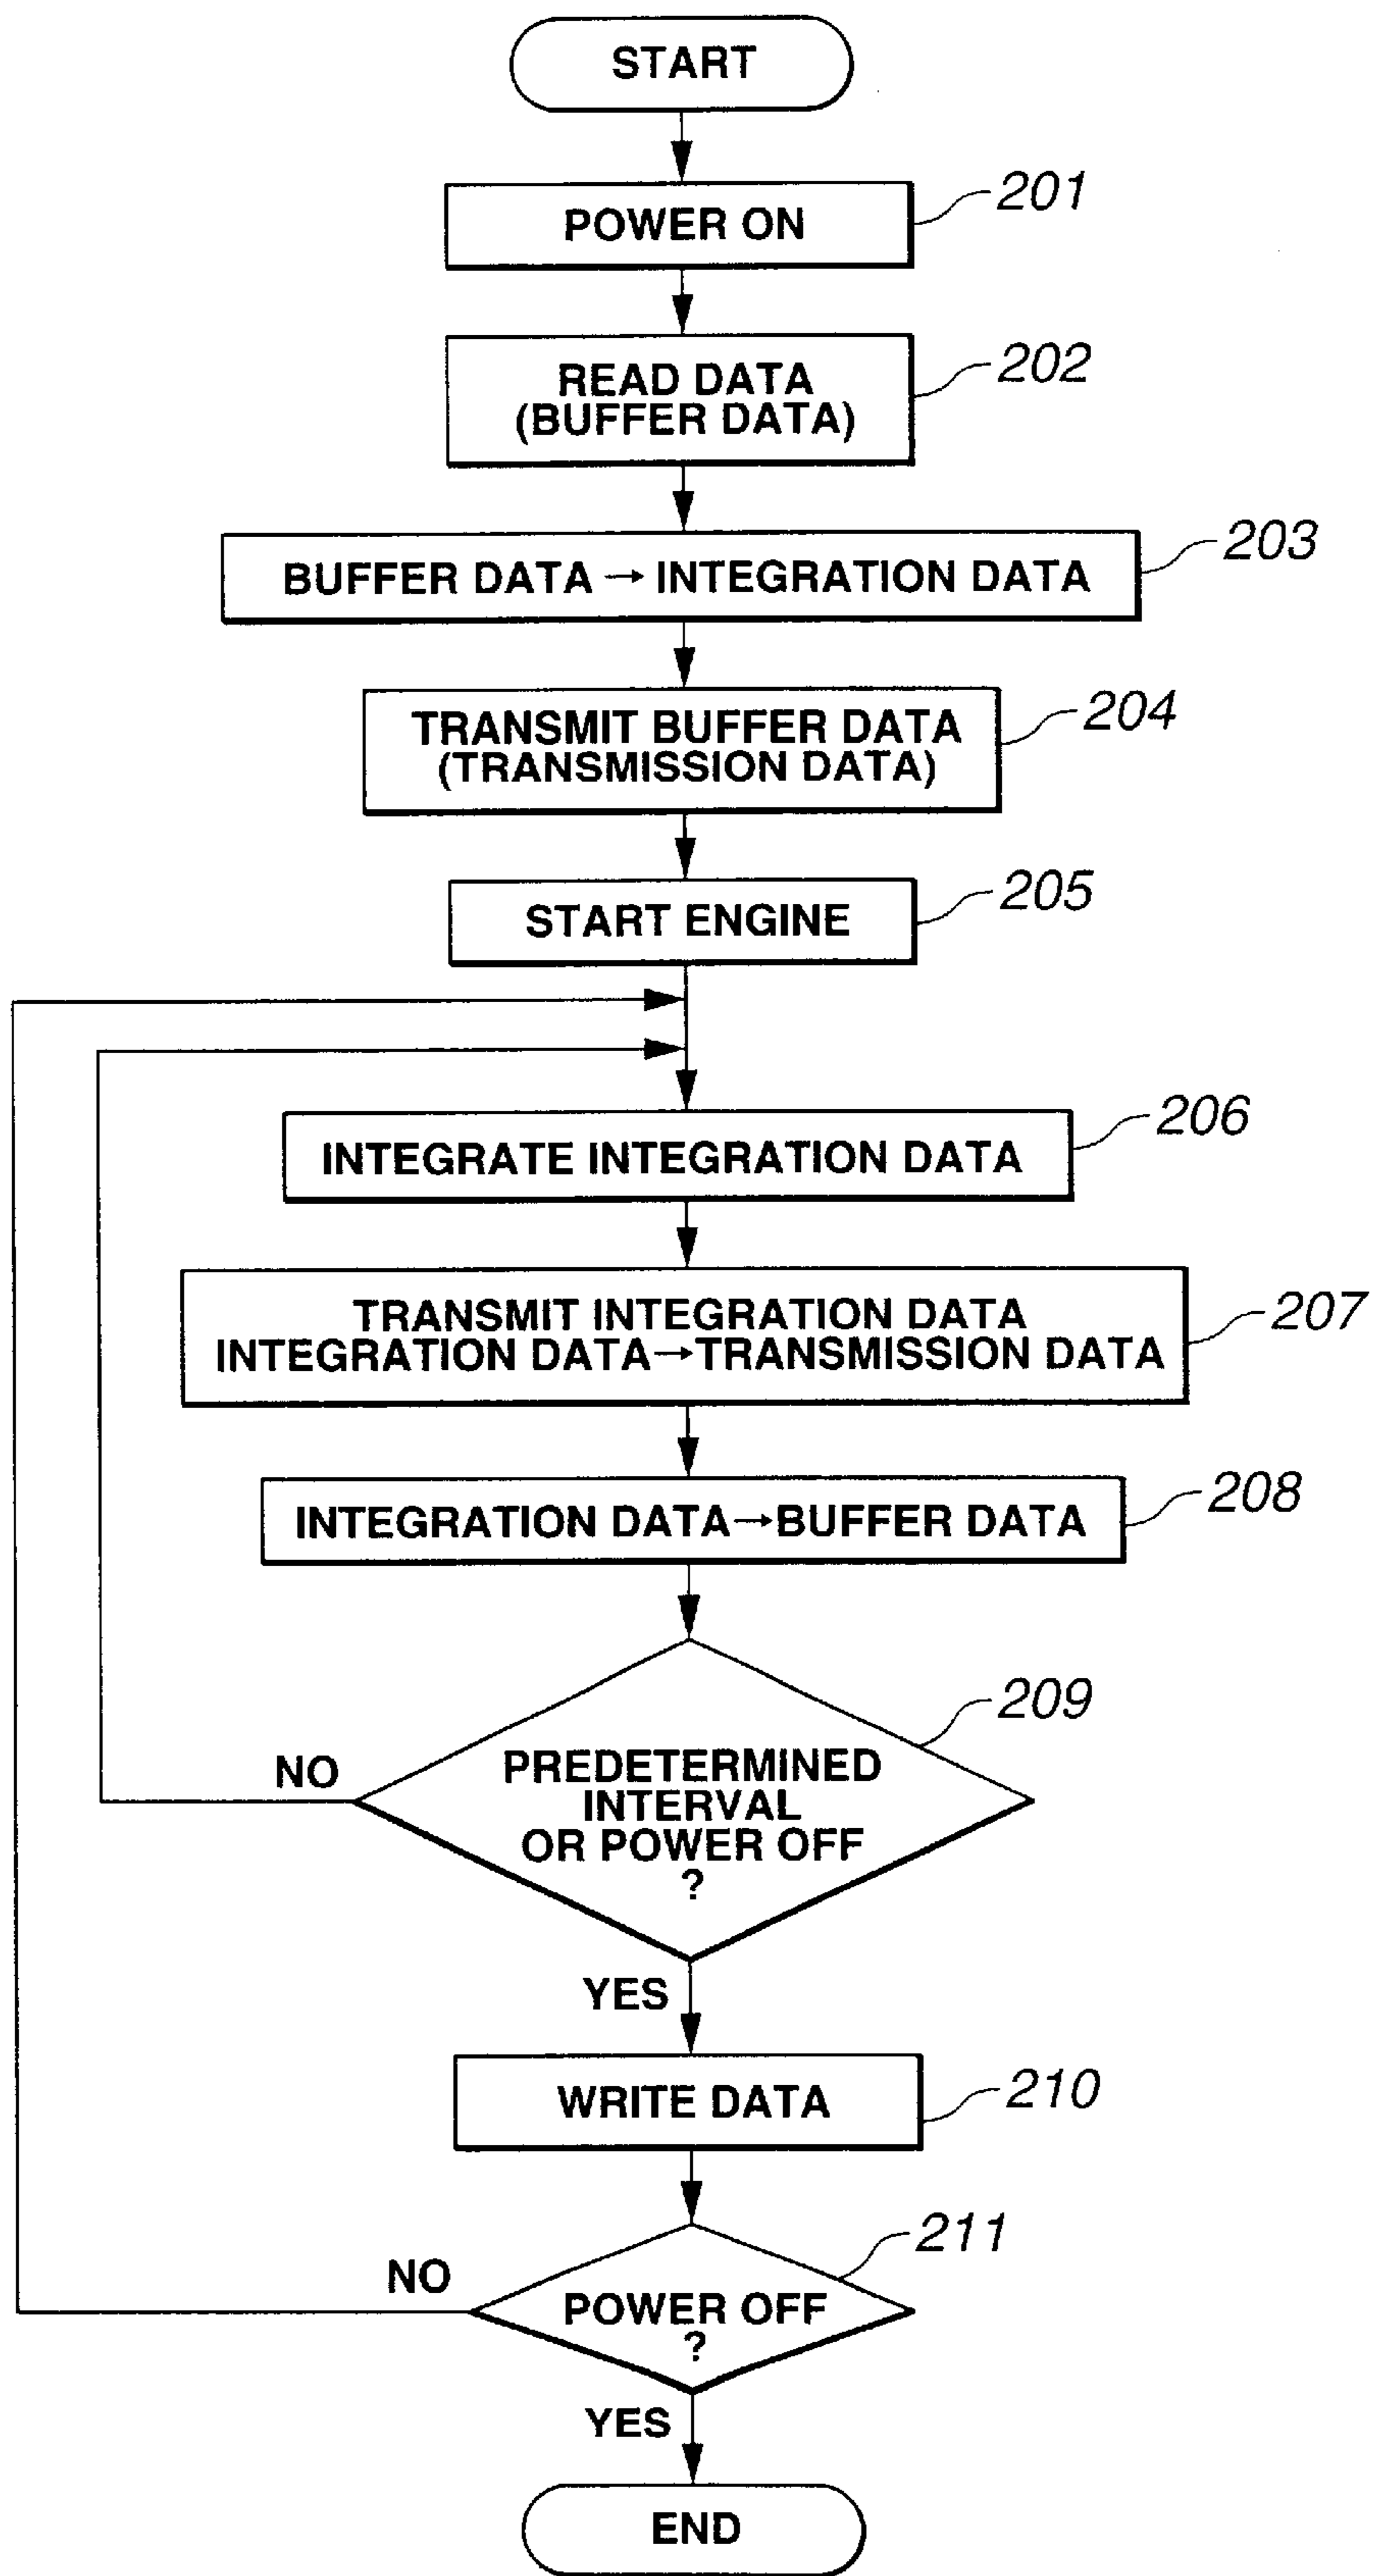 START
POWER ON
201
READ DATA
(BUFFER DATA)
202
BUFFER DATA → INTEGRATION DATA
203
TRANSMIT BUFFER DATA
(TRANSMISSION DATA)
204
START ENGINE
205
INTEGRATE INTEGRATION DATA
206
TRANSMIT INTEGRATION DATA
INTEGRATION DATA→TRANSMISSION DATA
207
INTEGRATION DATA→BUFFER DATA
208
PREDETERMINED
INTERVAL
OR POWER OFF
?
209
NO
YES
WRITE DATA
210
POWER OFF
?
211
NO
YES
END